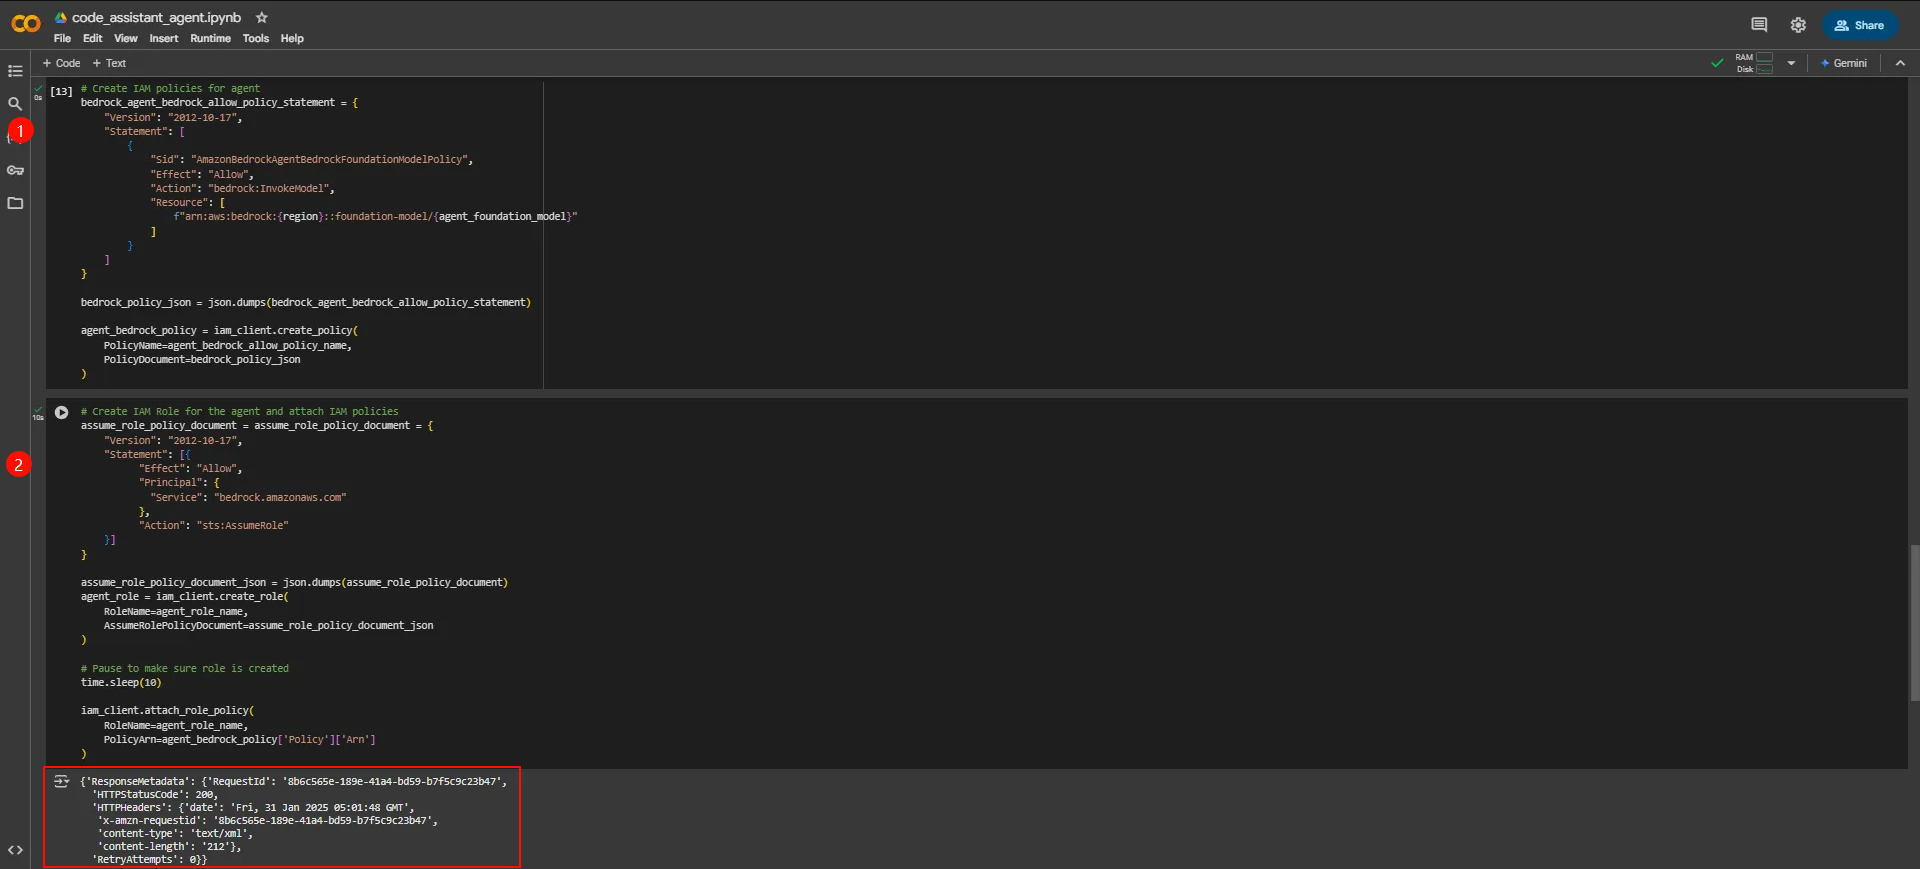 code_assistant_agent.ipynb
File Edit View Insert Runtime Tools Help
Share
+ Code + Text
RAM
Disk
Gemini
1
2
0s
[13]
# Create IAM policies for agent
bedrock_agent_bedrock_allow_policy_statement = {
    "Version": "2012-10-17",
    "Statement": [
        {
            "Sid": "AmazonBedrockAgentBedrockFoundationModelPolicy",
            "Effect": "Allow",
            "Action": "bedrock:InvokeModel",
            "Resource": [
                f"arn:aws:bedrock:{region}::foundation-model/{agent_foundation_model}"
            ]
        }
    ]
}
bedrock_policy_json = json.dumps(bedrock_agent_bedrock_allow_policy_statement)
agent_bedrock_policy = iam_client.create_policy(
    PolicyName=agent_bedrock_allow_policy_name,
    PolicyDocument=bedrock_policy_json
)
10s
# Create IAM Role for the agent and attach IAM policies
assume_role_policy_document = assume_role_policy_document = {
    "Version": "2012-10-17",
    "Statement": [{
          "Effect": "Allow",
          "Principal": {
            "Service": "bedrock.amazonaws.com"
          },
          "Action": "sts:AssumeRole"
    }]
}
assume_role_policy_document_json = json.dumps(assume_role_policy_document)
agent_role = iam_client.create_role(
    RoleName=agent_role_name,
    AssumeRolePolicyDocument=assume_role_policy_document_json
)
# Pause to make sure role is created
time.sleep(10)
iam_client.attach_role_policy(
    RoleName=agent_role_name,
    PolicyArn=agent_bedrock_policy['Policy']['Arn']
)
{'ResponseMetadata': {'RequestId': '8b6c565e-189e-41a4-bd59-b7f5c9c23b47',
  'HTTPStatusCode': 200,
  'HTTPHeaders': {'date': 'Fri, 31 Jan 2025 05:01:48 GMT',
   'x-amzn-requestid': '8b6c565e-189e-41a4-bd59-b7f5c9c23b47',
   'content-type': 'text/xml',
   'content-length': '212'},
  'RetryAttempts': 0}}